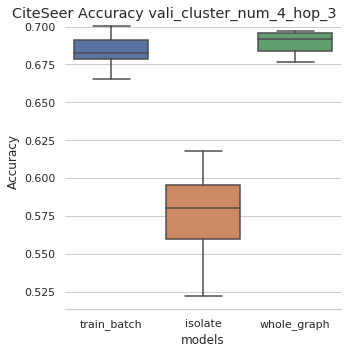 CiteSeer Accuracy vali_cluster_num_4_hop_3
0.700
0.675
0.650
0.625
0.600
0.575
0.550
0.525
Accuracy
train_batch isolate whole_graph
models